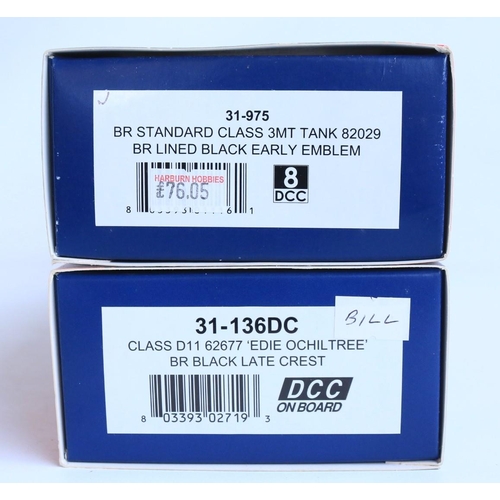 31-975
BR STANDARD CLASS 3MT TANK 82029
BR LINED BLACK EARLY EMBLEM
HARBURN HOBBIES
£76.05
8
DCC
31-136DC
BILL
CLASS D11 62677 'EDIE OCHILTREE'
BR BLACK LATE CREST
DCC
ON BOARD
8 03393 02719 3